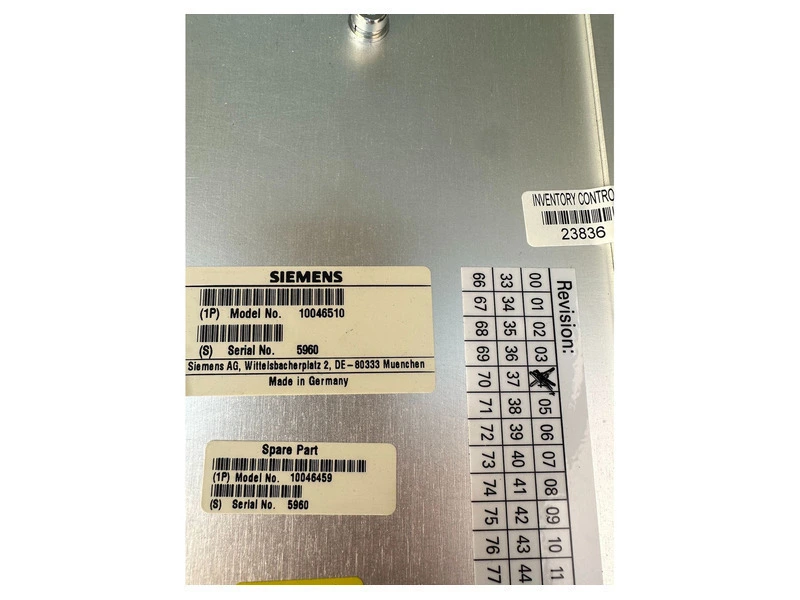 INVENTORY CONTRO
23836
SIEMENS
(1P) Model No. 10046510
(S) Serial No. 5960
Siemens AG, Wittelsbacherplatz 2, DE-80333 Muenchen
Made in Germany
Spare Part
(1P) Model No. 10046459
(S) Serial No. 5960
Revision:
00 01 02 03 05 06 07 08 09 10 11
33 34 35 36 37 38 39 40 41 42 43 44
66 67 68 69 70 71 72 73 74 75 76 77